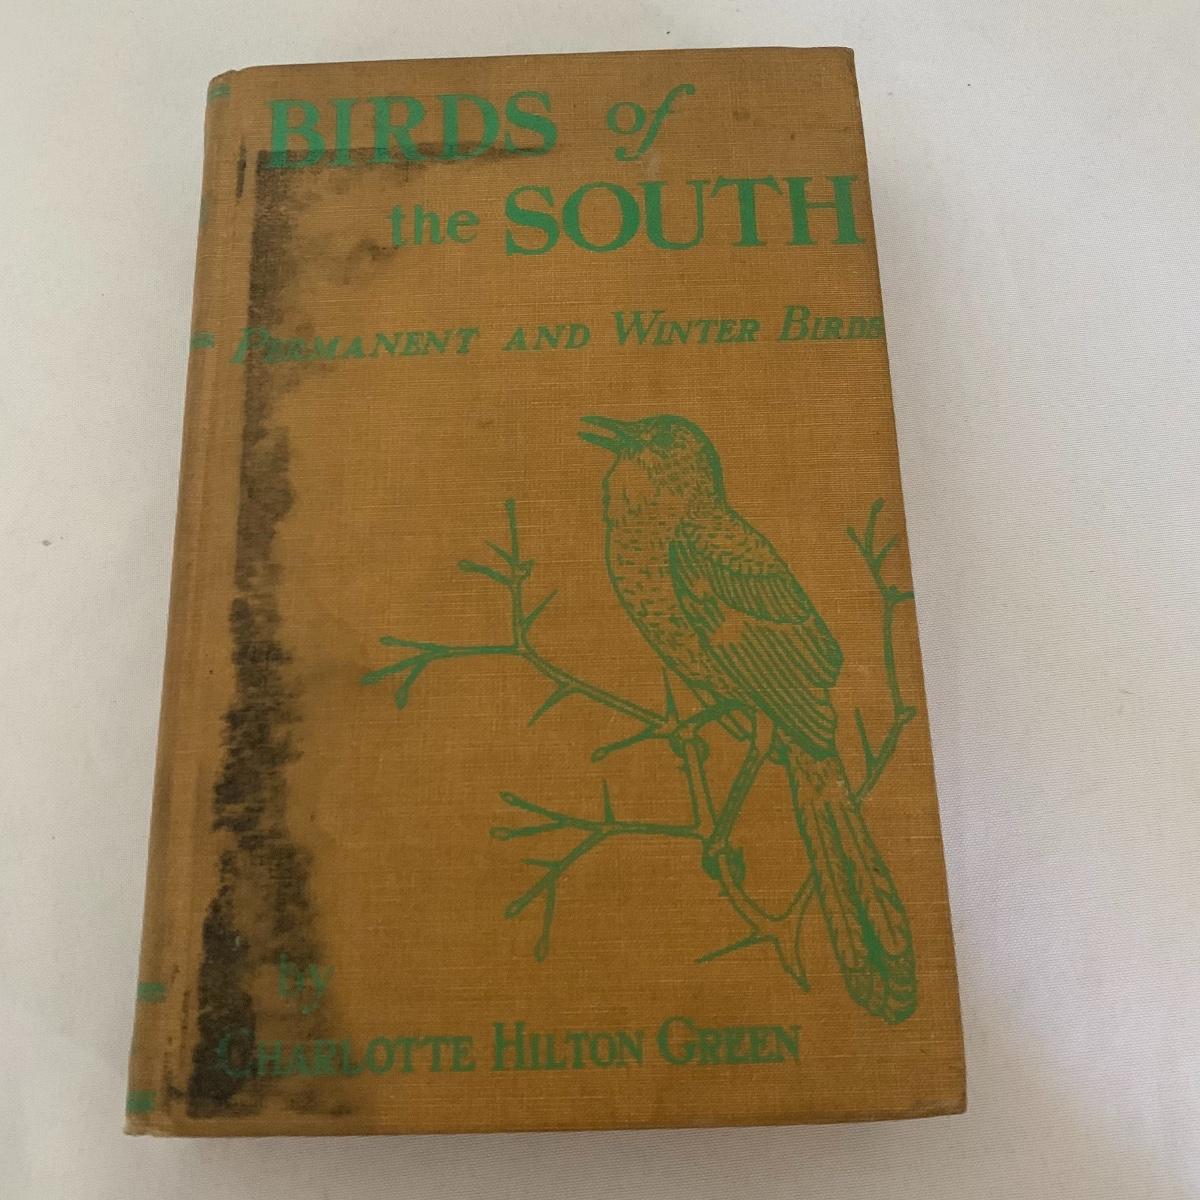 BIRDS of
the SOUTH
PERMANENT AND WINTER BIRDS
by
CHARLOTTE HILTON GREEN